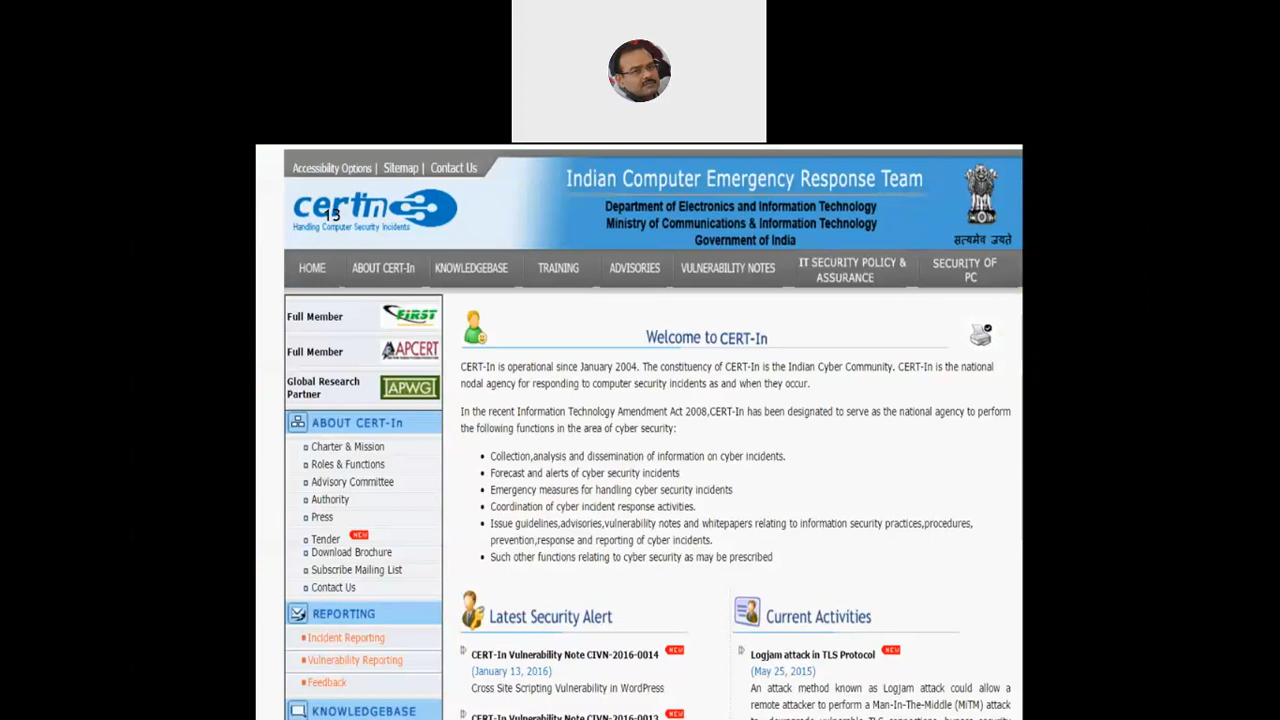 Accessibility Options | Sitemap | Contact Us
certin
13
Handling Computer Security Incidents
Indian Computer Emergency Response Team
Department of Electronics and Information Technology
Ministry of Communications & Information Technology
Government of India
सत्यमेव जयते
HOME ABOUT CERT-In KNOWLEDGEBASE TRAINING ADVISORIES VULNERABILITY NOTES IT SECURITY POLICY & ASSURANCE SECURITY OF PC
Full Member FIRST
Full Member APCERT
Global Research Partner APWG
ABOUT CERT-In
Charter & Mission
Roles & Functions
Advisory Committee
Authority
Press
Tender NEW
Download Brochure
Subscribe Mailing List
Contact Us
REPORTING
Incident Reporting
Vulnerability Reporting
Feedback
KNOWLEDGEBASE
Welcome to CERT-In
CERT-In is operational since January 2004. The constituency of CERT-In is the Indian Cyber Community. CERT-In is the national
nodal agency for responding to computer security incidents as and when they occur.
In the recent Information Technology Amendment Act 2008,CERT-In has been designated to serve as the national agency to perform
the following functions in the area of cyber security:
Collection,analysis and dissemination of information on cyber incidents.
Forecast and alerts of cyber security incidents
Emergency measures for handling cyber security incidents
Coordination of cyber incident response activities.
Issue guidelines,advisories,vulnerability notes and whitepapers relating to information security practices,procedures,
prevention,response and reporting of cyber incidents.
Such other functions relating to cyber security as may be prescribed
Latest Security Alert
CERT-In Vulnerability Note CIVN-2016-0014 NEW
(January 13, 2016)
Cross Site Scripting Vulnerability in WordPress
CERT-In Vulnerability Note CIVN-2016-0013 NEW
Current Activities
Logjam attack in TLS Protocol NEW
(May 25, 2015)
An attack method known as LogJam attack could allow a
remote attacker to perform a Man-In-The-Middle (MiTM) attack